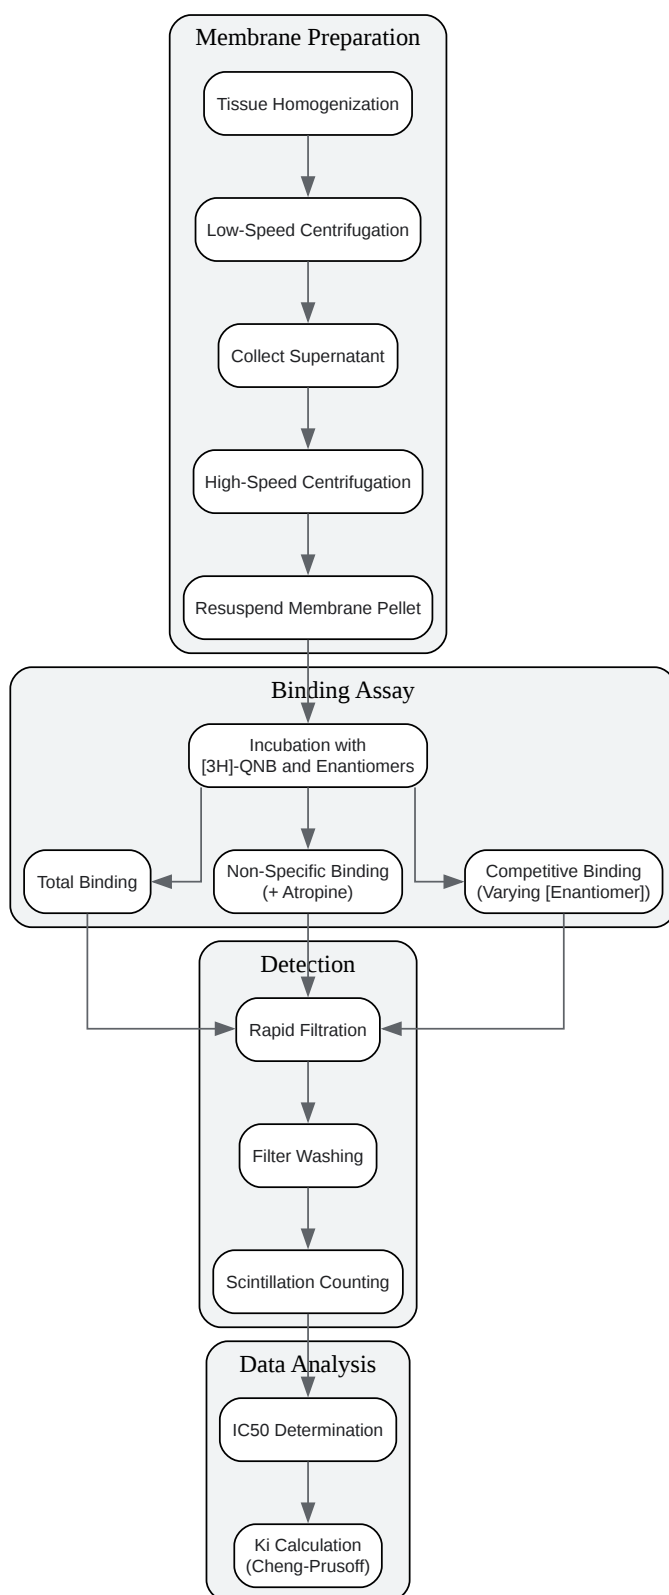 Membrane Preparation
Tissue Homogenization
Low-Speed Centrifugation
Collect Supernatant
High-Speed Centrifugation
Resuspend Membrane Pellet
Binding Assay
Incubation with
[3H]-QNB and Enantiomers
Total Binding
Non-Specific Binding
(+ Atropine)
Competitive Binding
(Varying [Enantiomer])
Detection
Rapid Filtration
Filter Washing
Scintillation Counting
Data Analysis
IC50 Determination
Ki Calculation
(Cheng-Prusoff)